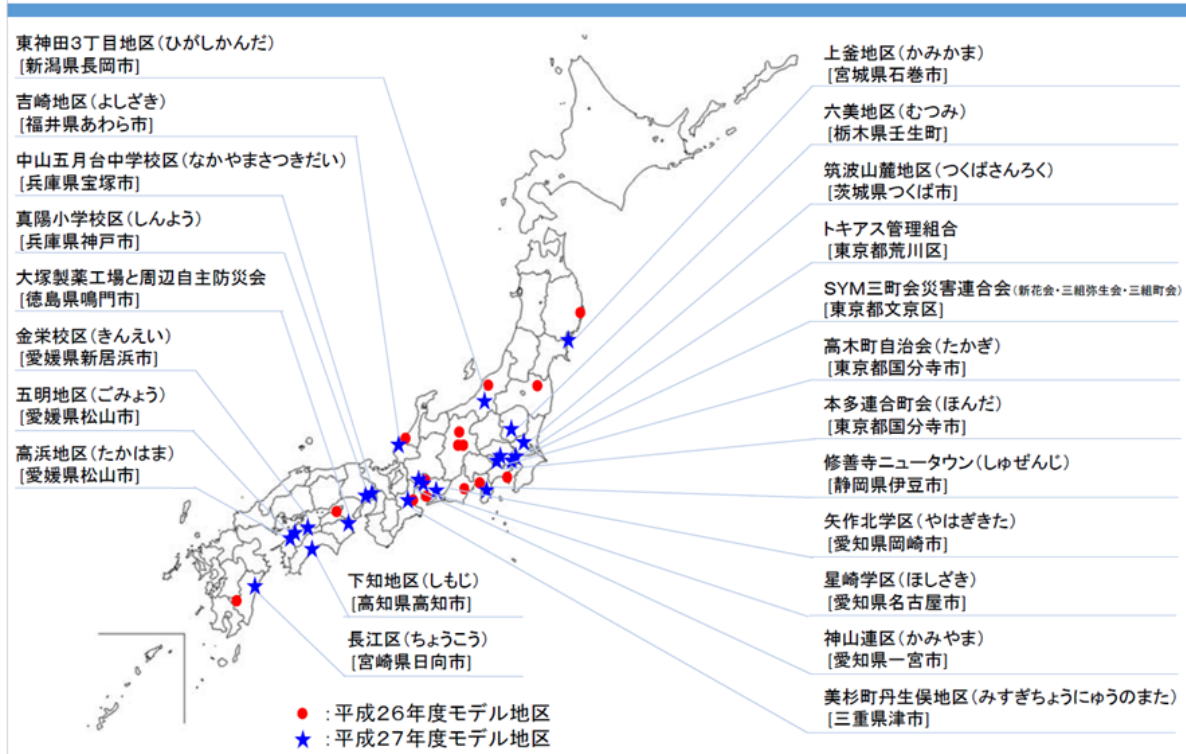 東神田3丁目地区(ひがしかんだ)
[新潟県長岡市]
吉崎地区(よしざき)
[福井県あわら市]
中山五月台中学校区(なかやまさつきだい)
[兵庫県宝塚市]
真陽小学校区(しんよう)
[兵庫県神戸市]
大塚製薬工場と周辺自主防災会
[徳島県鳴門市]
金栄校区(きんえい)
[愛媛県新居浜市]
五明地区(ごみょう)
[愛媛県松山市]
高浜地区(たかはま)
[愛媛県松山市]
下知地区(しもじ)
[高知県高知市]
長江区(ちょうこう)
[宮崎県日向市]
:平成26年度モデル地区
:平成27年度モデル地区
上釜地区(かみかま)
[宮城県石巻市]
六美地区(むつみ)
[栃木県壬生町]
筑波山麓地区(つくばさんろく)
[茨城県つくば市]
トキアス管理組合
[東京都荒川区]
SYM三町会災害連合会(新花会・三組弥生会・三組町会)
[東京都文京区]
高木町自治会(たかぎ)
[東京都国分寺市]
本多連合町会(ほんだ)
[東京都国分寺市]
修善寺ニュータウン(しゅぜんじ)
[静岡県伊豆市]
矢作北学区(やはぎきた)
[愛知県岡崎市]
星崎学区(ほしざき)
[愛知県名古屋市]
神山連区(かみやま)
[愛知県一宮市]
美杉町丹生俣地区(みすぎちょうにゅうのまた)
[三重県津市]